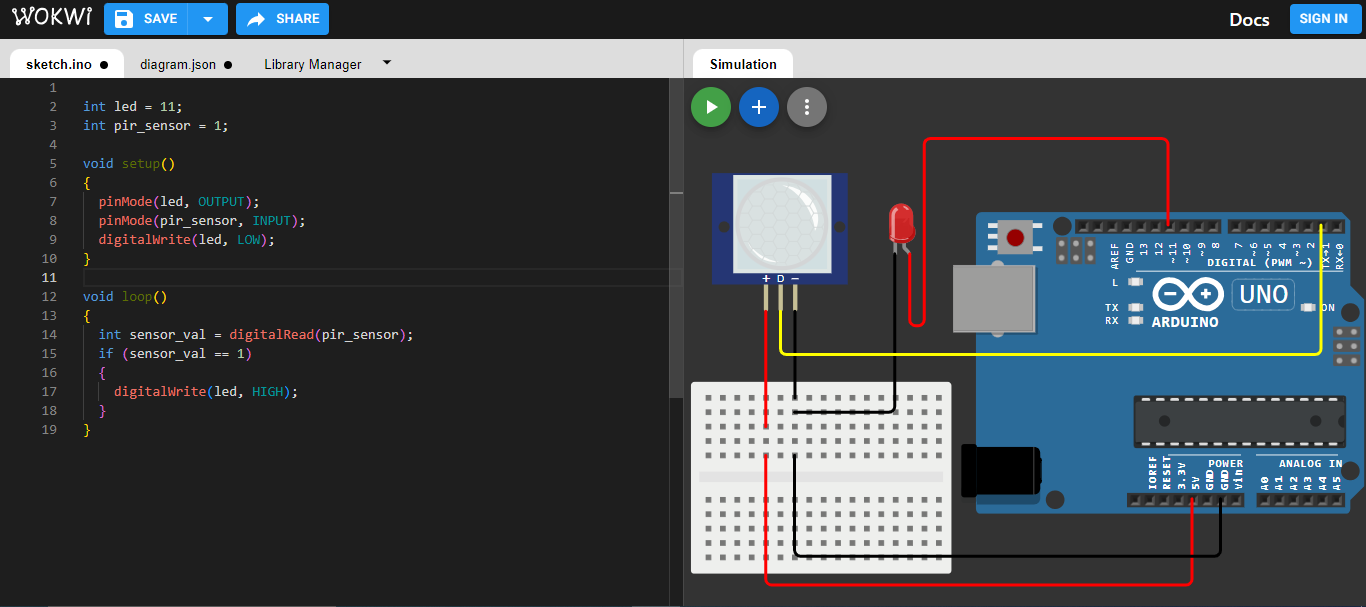 WOKWI SAVE SHARE Docs SIGN IN
sketch.ino diagram.json Library Manager
Simulation
1
2 int led = 11;
3 int pir_sensor = 1;
4
5 void setup()
6 {
7 pinMode(led, OUTPUT);
8 pinMode(pir_sensor, INPUT);
9 digitalWrite(led, LOW);
10 }
11
12 void loop()
13 {
14 int sensor_val = digitalRead(pir_sensor);
15 if (sensor_val == 1)
16 {
17 digitalWrite(led, HIGH);
18 }
19 }
+ D −
AREF GND 13 12 ~11 ~10 ~9 8 7 ~6 ~5 4 ~3 2 TX→1 RX←0
DIGITAL (PWM ~)
L
TX
RX
ARDUINO
UNO
ON
IOREF RESET 3.3V 5V GND GND Vin
POWER
ANALOG IN
A0 A1 A2 A3 A4 A5